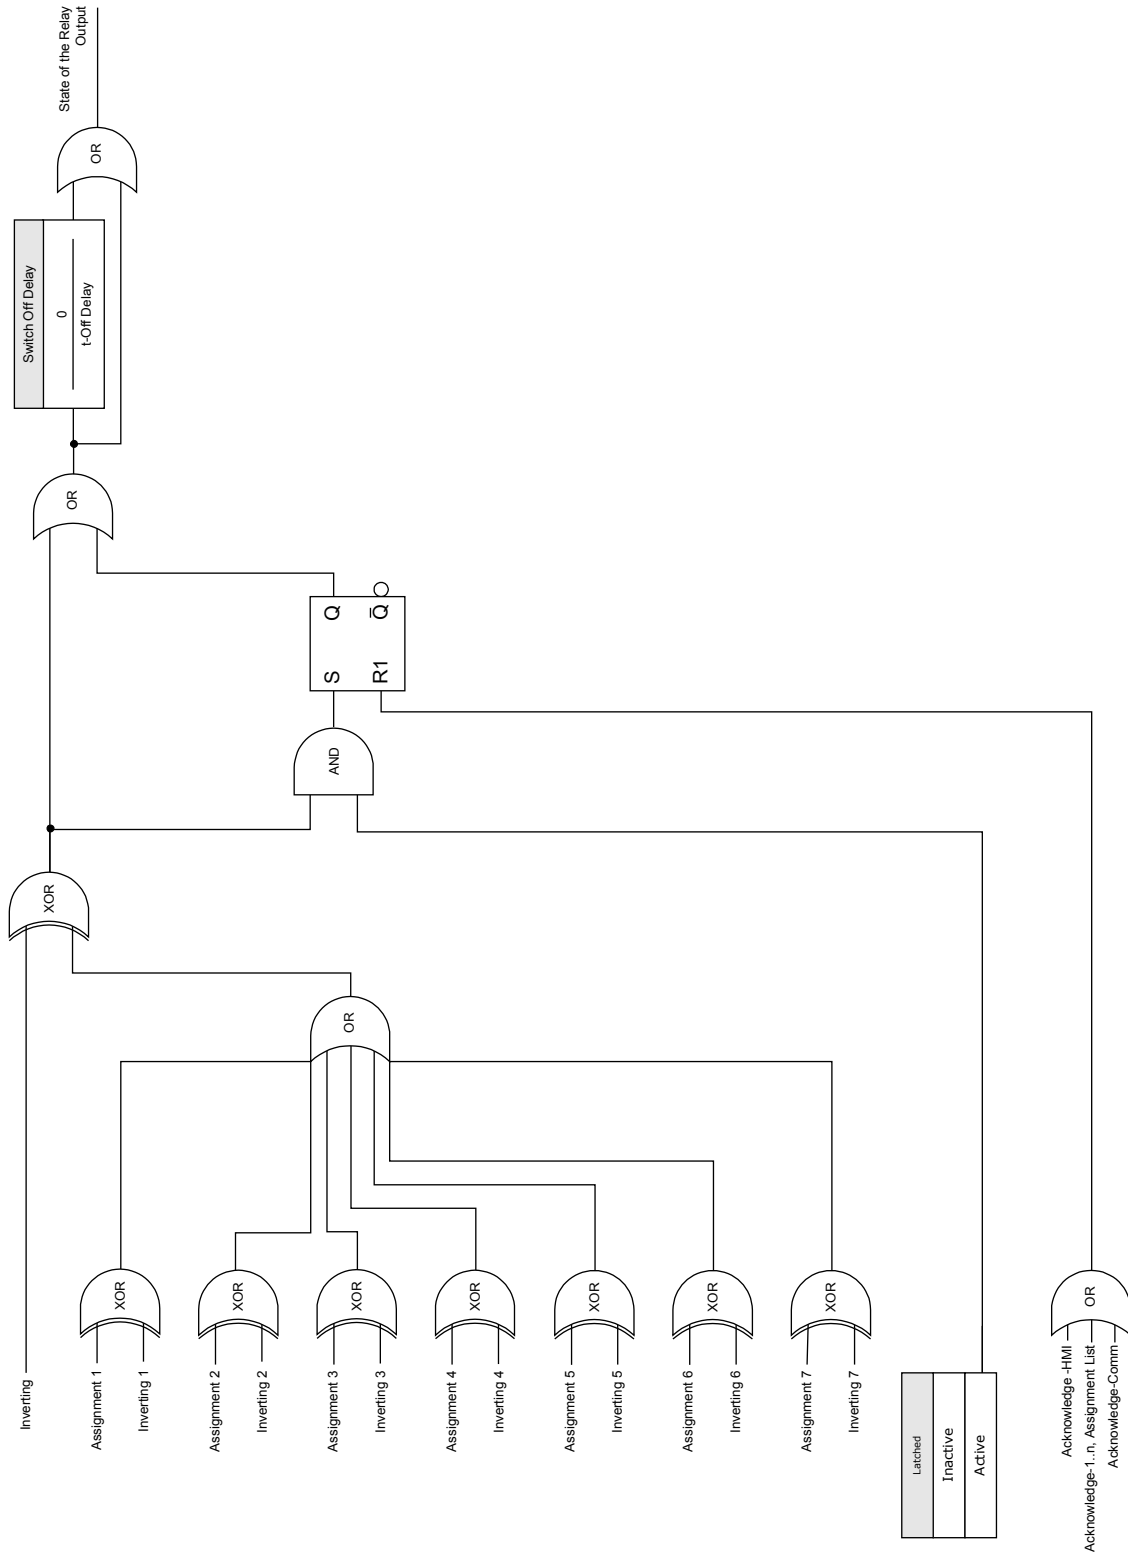 Inverting
Assignment 1
Inverting 1
Assignment 2
Inverting 2
Assignment 3
Inverting 3
Assignment 4
Inverting 4
Assignment 5
Inverting 5
Assignment 6
Inverting 6
Assignment 7
Inverting 7
Latched
Inactive
Active
Acknowledge -HMI
Acknowledge-1..n, Assignment List
Acknowledge-Comm
XOR
XOR
XOR
XOR
XOR
XOR
XOR
OR
OR
XOR
AND
S
R1
Q
Q̅
OR
Switch Off Delay
0
t-Off Delay
OR
State of the Relay
Output